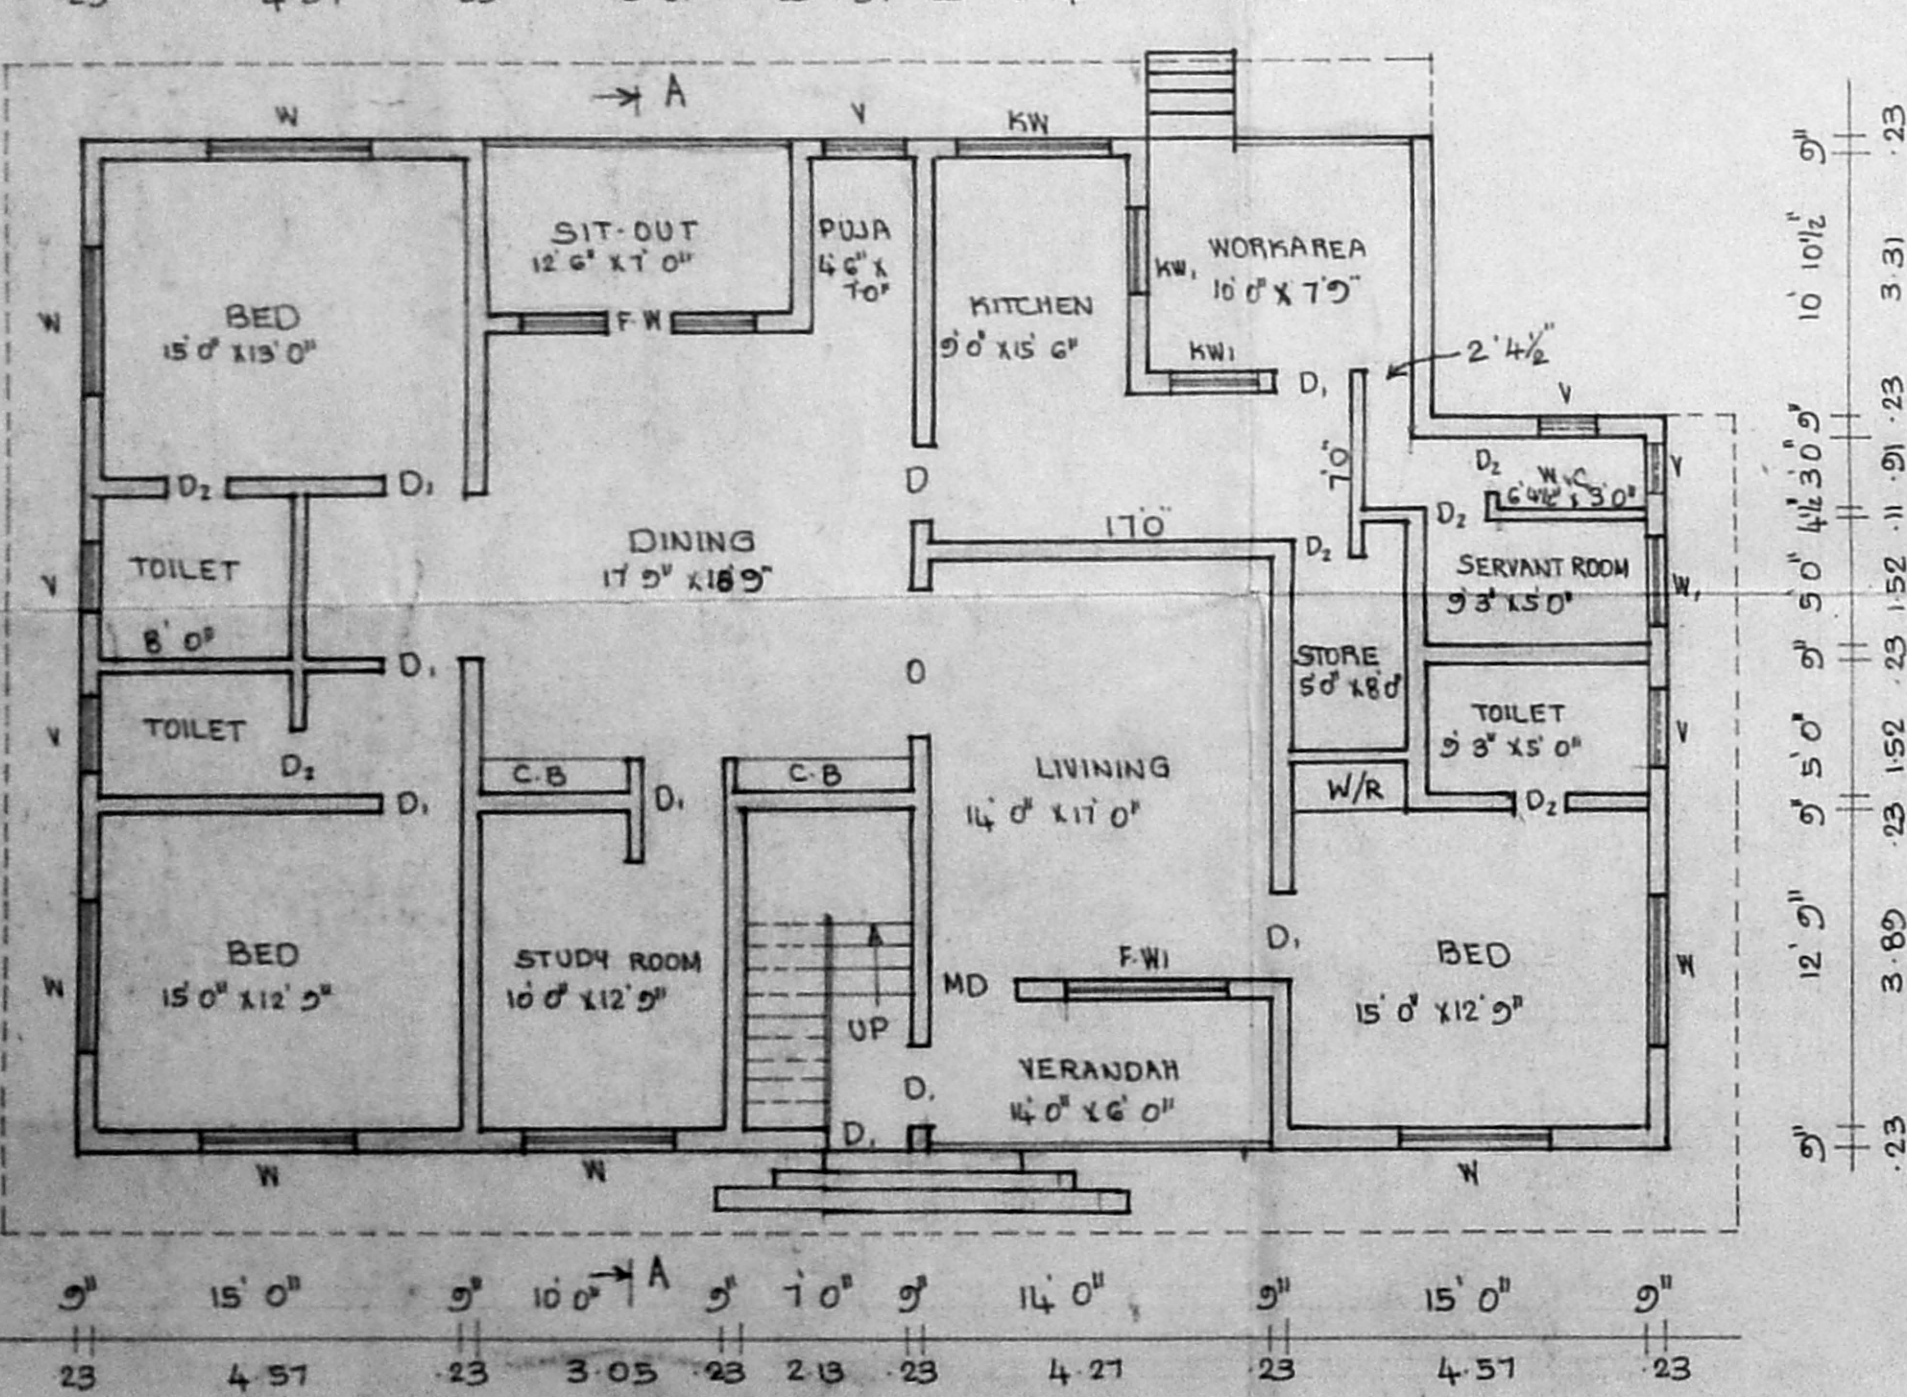 A
W
V
KW
SIT-OUT
12' 6" X 7' 0"
PUJA
4' 6" X
7' 0"
WORKAREA
10' 0" X 7' 9"
KW1
W
BED
15' 0" X 13' 0"
F.W
KITCHEN
9' 0" X 15' 6"
KW1
D1
2' 4½"
V
D2
D1
D
7' 0"
D2
W.C
6' 4½" X 3' 0"
V
D2
TOILET
8' 0"
V
DINING
17' 9" X 18' 9"
17' 0"
D2
SERVANT ROOM
9' 3" X 5' 0"
W1
D1
O
STORE
5' 0" X 8' 0"
TOILET
V
D2
D1
C.B
D1
C.B
LIVINING
14' 0" X 17' 0"
W/R
TOILET
9' 3" X 5' 0"
V
D2
BED
15' 0" X 12' 9"
W
STUDY ROOM
10' 0" X 12' 9"
UP
MD
F.W1
D1
BED
15' 0" X 12' 9"
W
VERANDAH
14' 0" X 6' 0"
D1
D1
W
W
W
A
9" 15' 0" 9" 10' 0" 9" 7' 0" 9" 14' 0" 9" 15' 0" 9"
.23 4.57 .23 3.05 .23 2.13 .23 4.27 .23 4.57 .23
9" 10' 10½" 9" 3' 0" 4½" 5' 0" 9" 5' 0" 9" 12' 9" 9"
.23 3.31 .23 .91 .11 1.52 .23 1.52 .23 3.89 .23